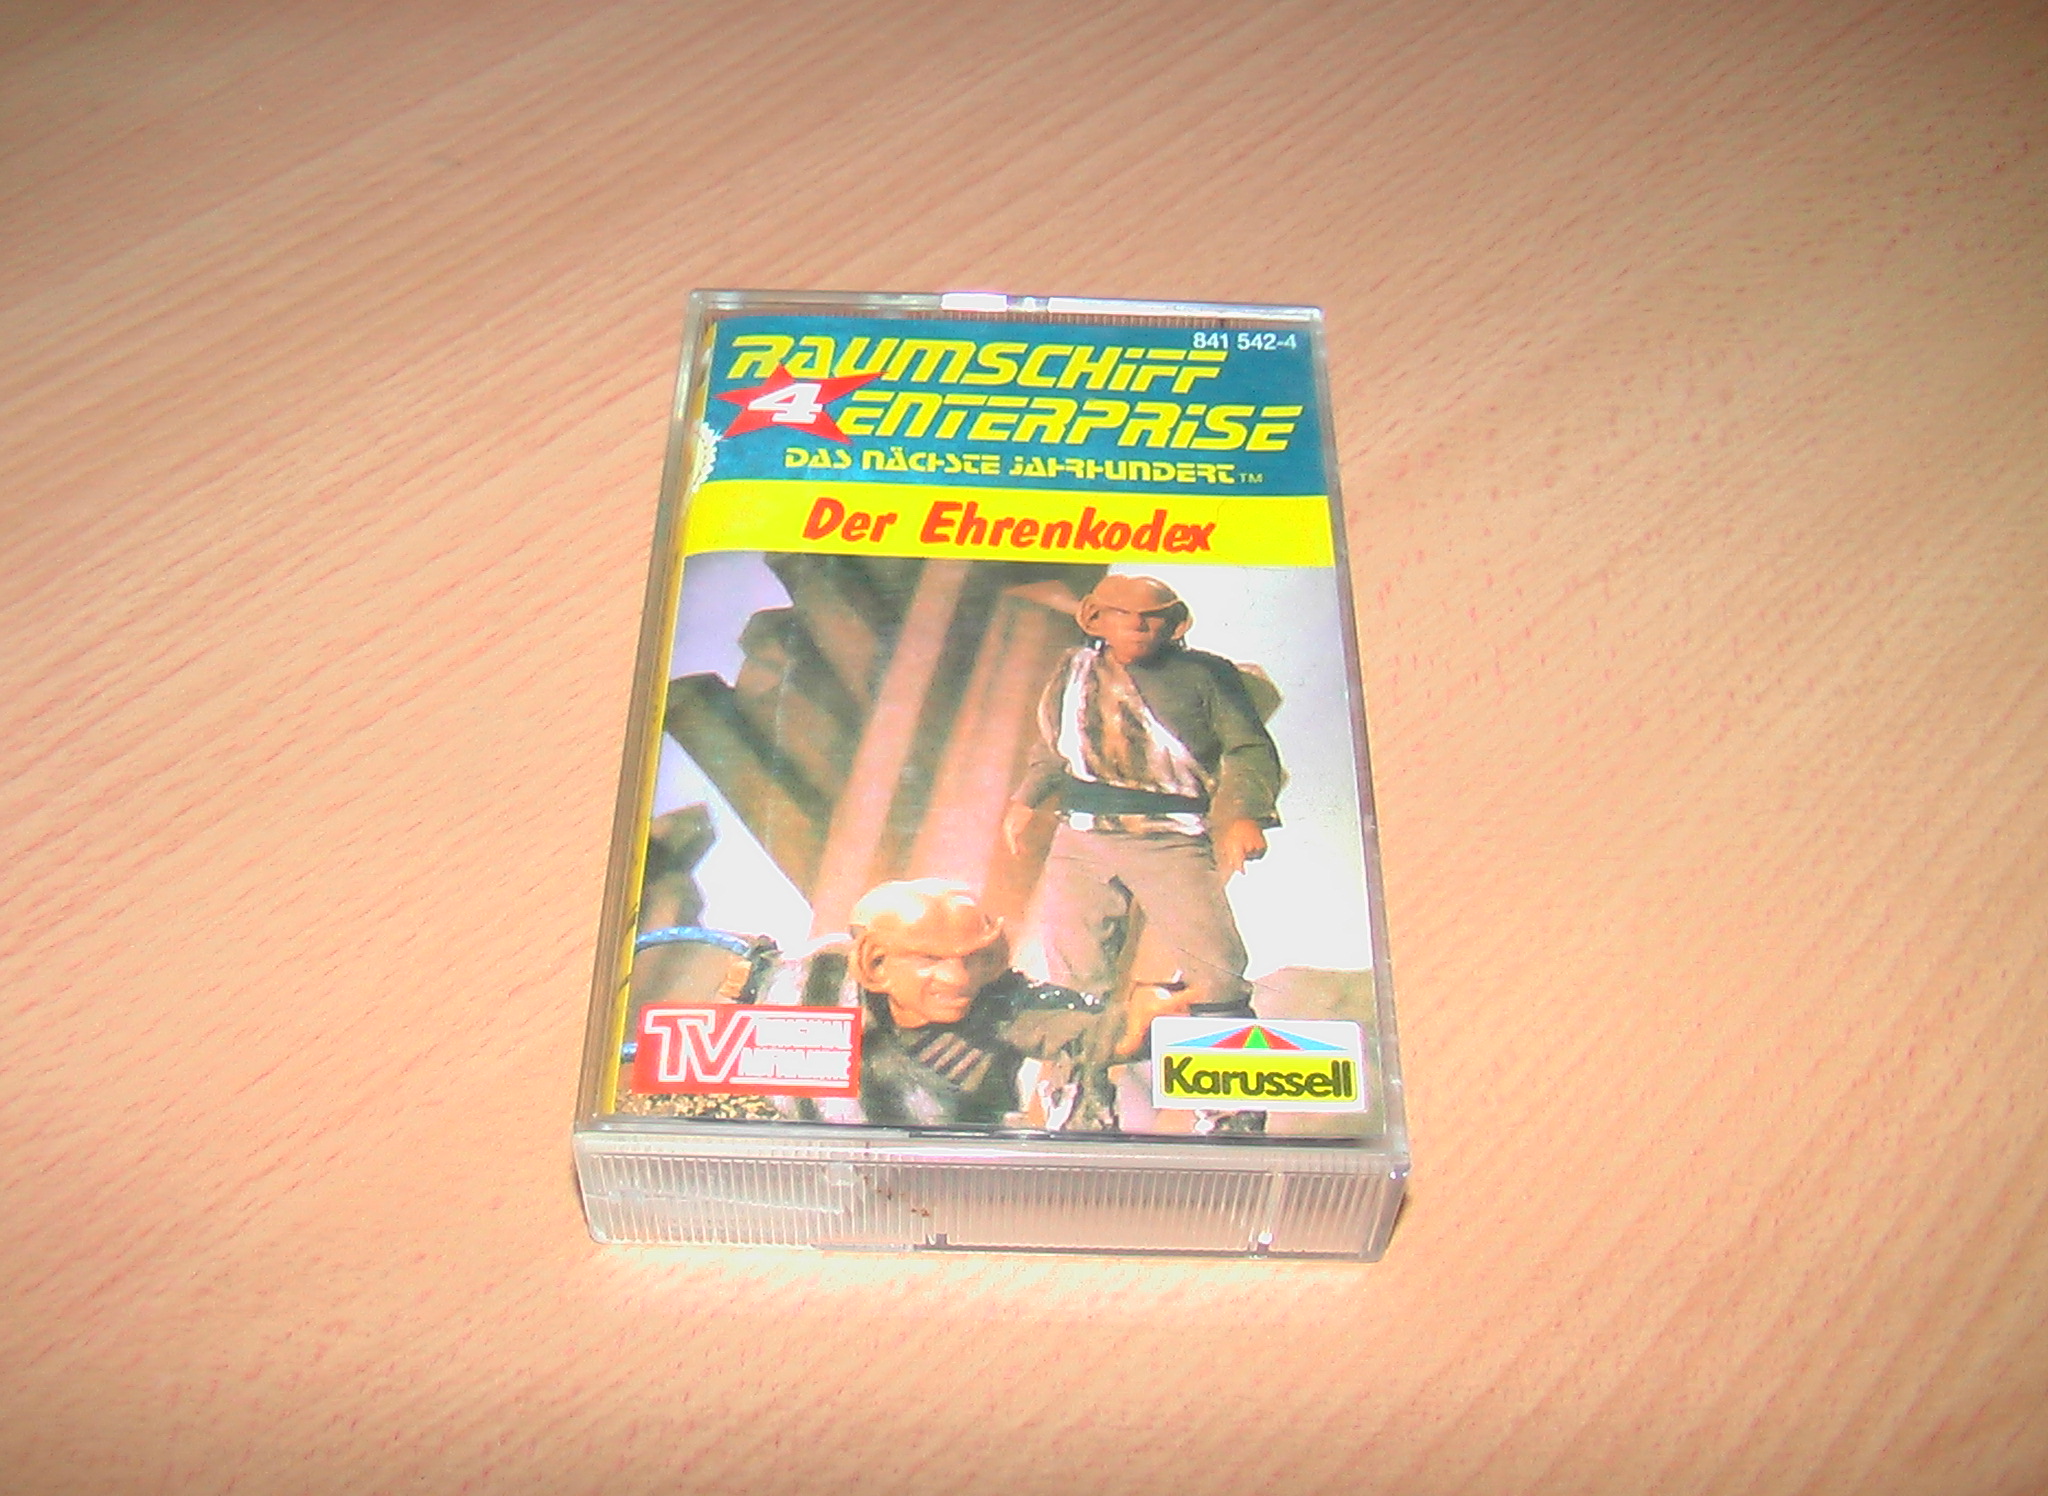 841 542-4
RAUMSCHIFF
4 ENTERPRISE
DAS NÄCHSTE JAHRHUNDERT™
Der Ehrenkodex
TV
Karussell